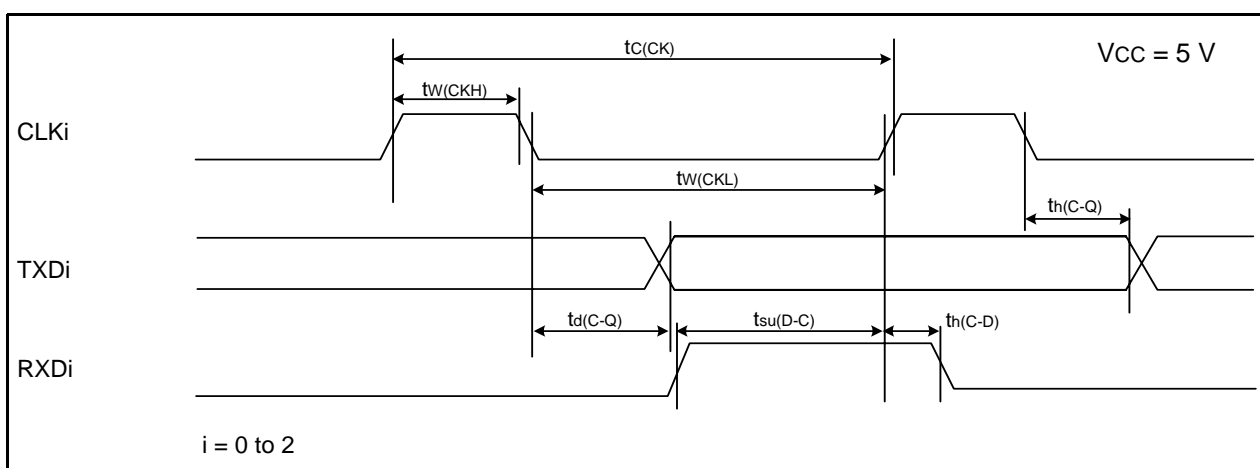 tC(CK)
VCC = 5 V
tW(CKH)
CLKi
tW(CKL)
th(C-Q)
TXDi
td(C-Q)
tsu(D-C)
th(C-D)
RXDi
i = 0 to 2